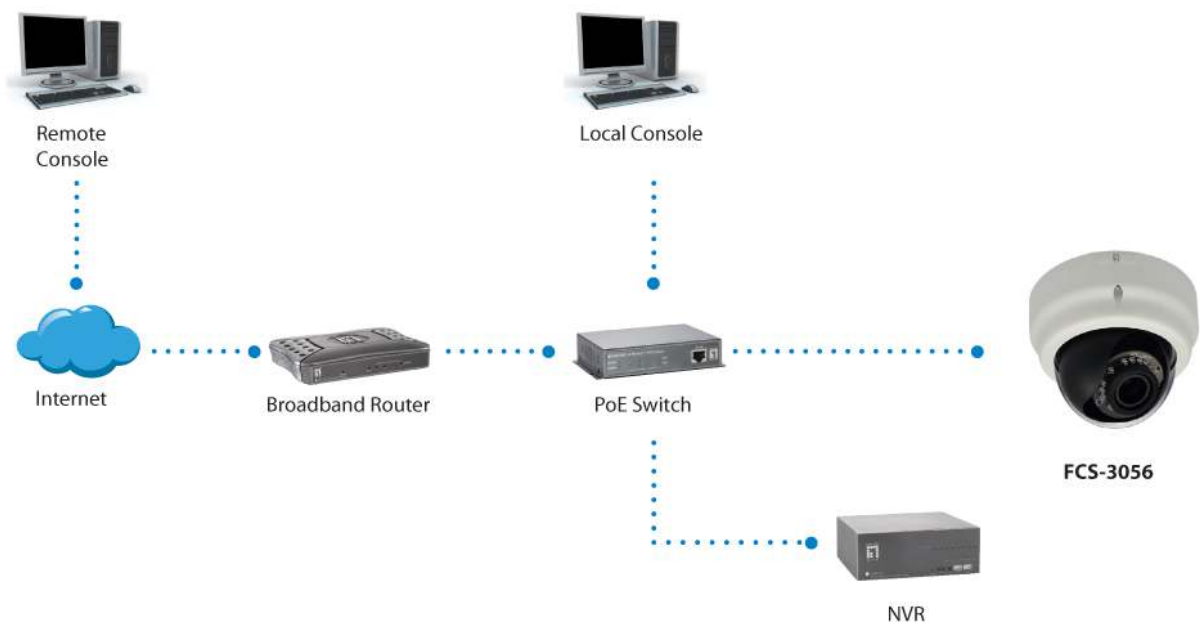 Remote
Console
Local Console
Internet
Broadband Router
PoE Switch
FCS-3056
NVR